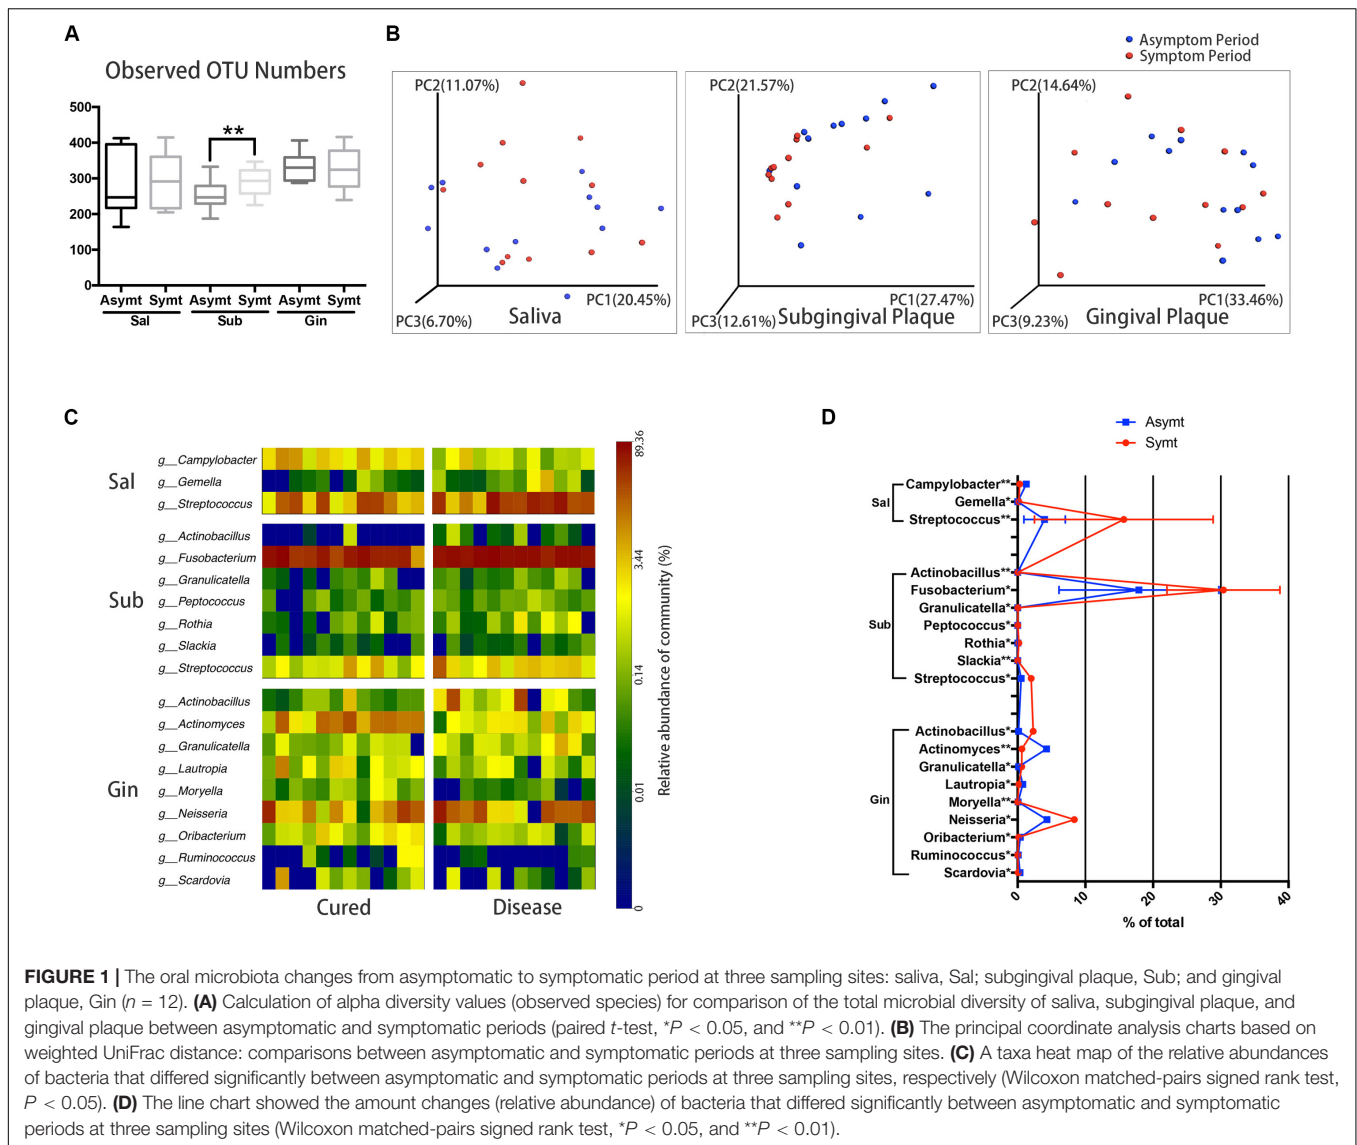 A
Observed OTU Numbers
500
400
300
200
100
0
**
Asymt Symt Asymt Symt Asymt Symt
Sal Sub Gin
B
Asymptom Period
Symptom Period
PC2(11.07%)
PC1(20.45%)
PC3(6.70%)
Saliva
PC2(21.57%)
PC1(27.47%)
PC3(12.61%)
Subgingival Plaque
PC2(14.64%)
PC1(33.46%)
PC3(9.23%)
Gingival Plaque
C
Sal
g__Campylobacter
g__Gemella
g__Streptococcus
Sub
g__Actinobacillus
g__Fusobacterium
g__Granulicatella
g__Peptococcus
g__Rothia
g__Slackia
g__Streptococcus
Gin
g__Actinobacillus
g__Actinomyces
g__Granulicatella
g__Lautropia
g__Moryella
g__Neisseria
g__Oribacterium
g__Ruminococcus
g__Scardovia
Cured
Disease
89.36
3.44
0.14
0.01
0
Relative abundance of community (%)
D
Asymt
Symt
Sal
Campylobacter**
Gemella*
Streptococcus**
Sub
Actinobacillus**
Fusobacterium*
Granulicatella*
Peptococcus*
Rothia*
Slackia**
Streptococcus*
Gin
Actinobacillus*
Actinomyces**
Granulicatella*
Lautropia*
Moryella**
Neisseria*
Oribacterium*
Ruminococcus*
Scardovia*
0 10 20 30 40
% of total
FIGURE 1 | The oral microbiota changes from asymptomatic to symptomatic period at three sampling sites: saliva, Sal; subgingival plaque, Sub; and gingival
plaque, Gin (n = 12). (A) Calculation of alpha diversity values (observed species) for comparison of the total microbial diversity of saliva, subgingival plaque, and
gingival plaque between asymptomatic and symptomatic periods (paired t-test, *P < 0.05, and **P < 0.01). (B) The principal coordinate analysis charts based on
weighted UniFrac distance: comparisons between asymptomatic and symptomatic periods at three sampling sites. (C) A taxa heat map of the relative abundances
of bacteria that differed significantly between asymptomatic and symptomatic periods at three sampling sites, respectively (Wilcoxon matched-pairs signed rank test,
P < 0.05). (D) The line chart showed the amount changes (relative abundance) of bacteria that differed significantly between asymptomatic and symptomatic
periods at three sampling sites (Wilcoxon matched-pairs signed rank test, *P < 0.05, and **P < 0.01).